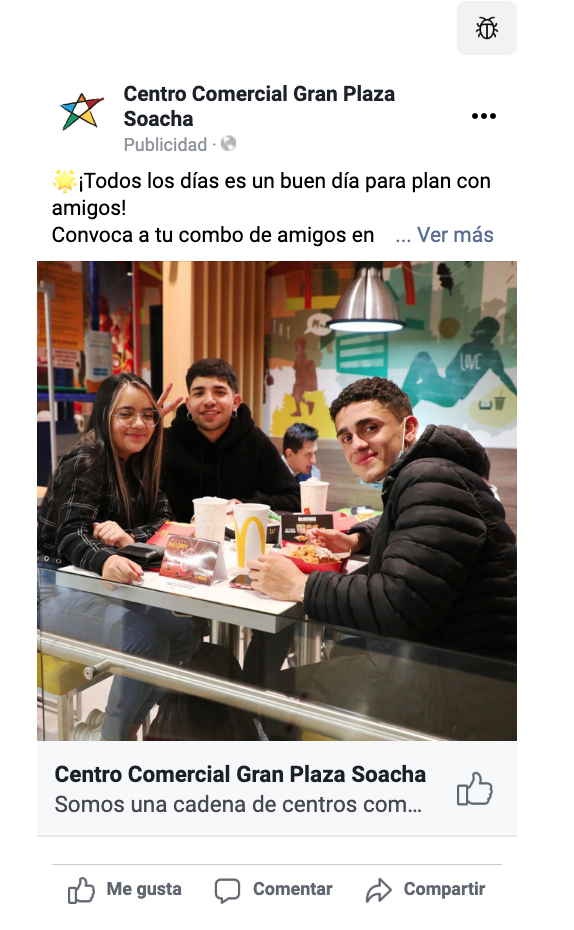 Centro Comercial Gran Plaza
Soacha
Publicidad ·
¡Todos los días es un buen día para plan con
amigos!
Convoca a tu combo de amigos en ... Ver más
LOVE
Centro Comercial Gran Plaza Soacha
Somos una cadena de centros com...
Me gusta
Comentar
Compartir